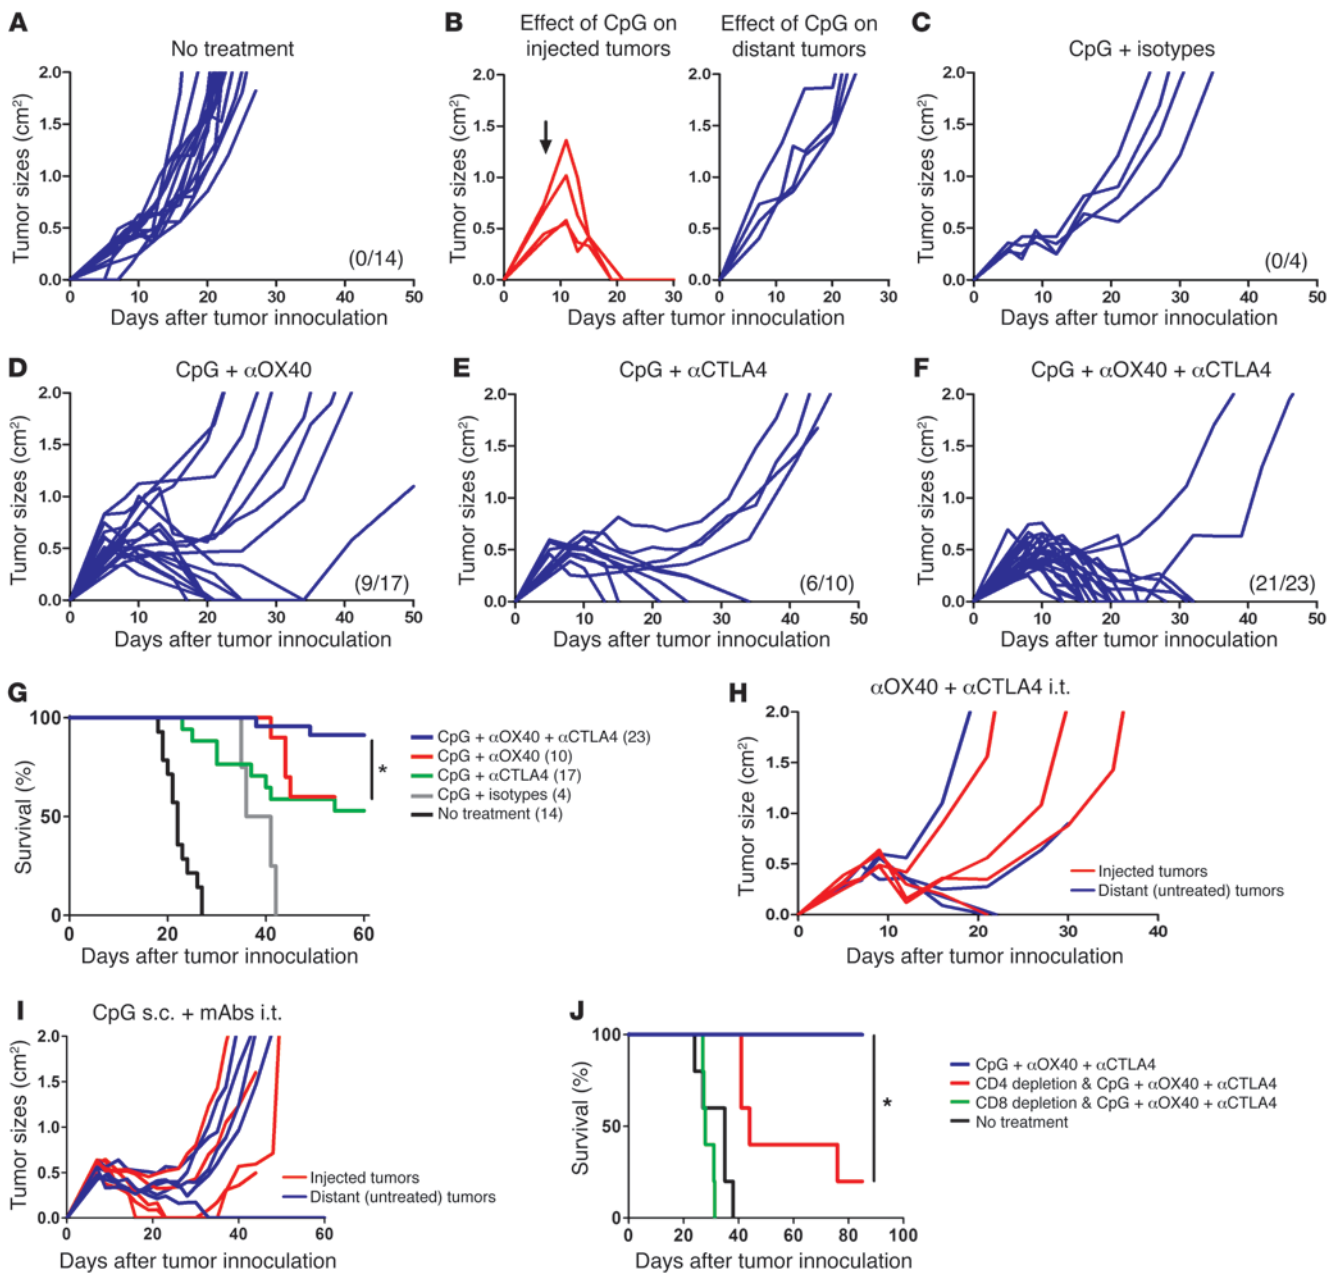 A
No treatment
Tumor sizes (cm²)
2.0
1.5
1.0
0.5
0.0
0 10 20 30 40 50
(0/14)
Days after tumor innoculation
B
Effect of CpG on
injected tumors
Tumor sizes (cm²)
2.0
1.5
1.0
0.5
0.0
0 10 20 30
Effect of CpG on
distant tumors
2.0
1.5
1.0
0.5
0.0
0 10 20 30
Days after tumor innoculation
C
CpG + isotypes
Tumor sizes (cm²)
2.0
1.5
1.0
0.5
0.0
0 10 20 30 40 50
(0/4)
Days after tumor innoculation
D
CpG + αOX40
Tumor sizes (cm²)
2.0
1.5
1.0
0.5
0.0
0 10 20 30 40 50
(9/17)
Days after tumor innoculation
E
CpG + αCTLA4
Tumor sizes (cm²)
2.0
1.5
1.0
0.5
0.0
0 10 20 30 40 50
(6/10)
Days after tumor innoculation
F
CpG + αOX40 + αCTLA4
Tumor sizes (cm²)
2.0
1.5
1.0
0.5
0.0
0 10 20 30 40 50
(21/23)
Days after tumor innoculation
G
Survival (%)
100
50
0
0 20 40 60
Days after tumor innoculation
CpG + αOX40 + αCTLA4 (23)
CpG + αOX40 (10)
CpG + αCTLA4 (17)
CpG + isotypes (4)
No treatment (14)
*
H
αOX40 + αCTLA4 i.t.
Tumor size (cm²)
2.0
1.5
1.0
0.5
0.0
0 10 20 30 40
Injected tumors
Distant (untreated) tumors
Days after tumor innoculation
I
CpG s.c. + mAbs i.t.
Tumor sizes (cm²)
2.0
1.5
1.0
0.5
0.0
0 20 40 60
Injected tumors
Distant (untreated) tumors
Days after tumor innoculation
J
Survival (%)
100
50
0
0 20 40 60 80 100
Days after tumor innoculation
*
CpG + αOX40 + αCTLA4
CD4 depletion & CpG + αOX40 + αCTLA4
CD8 depletion & CpG + αOX40 + αCTLA4
No treatment